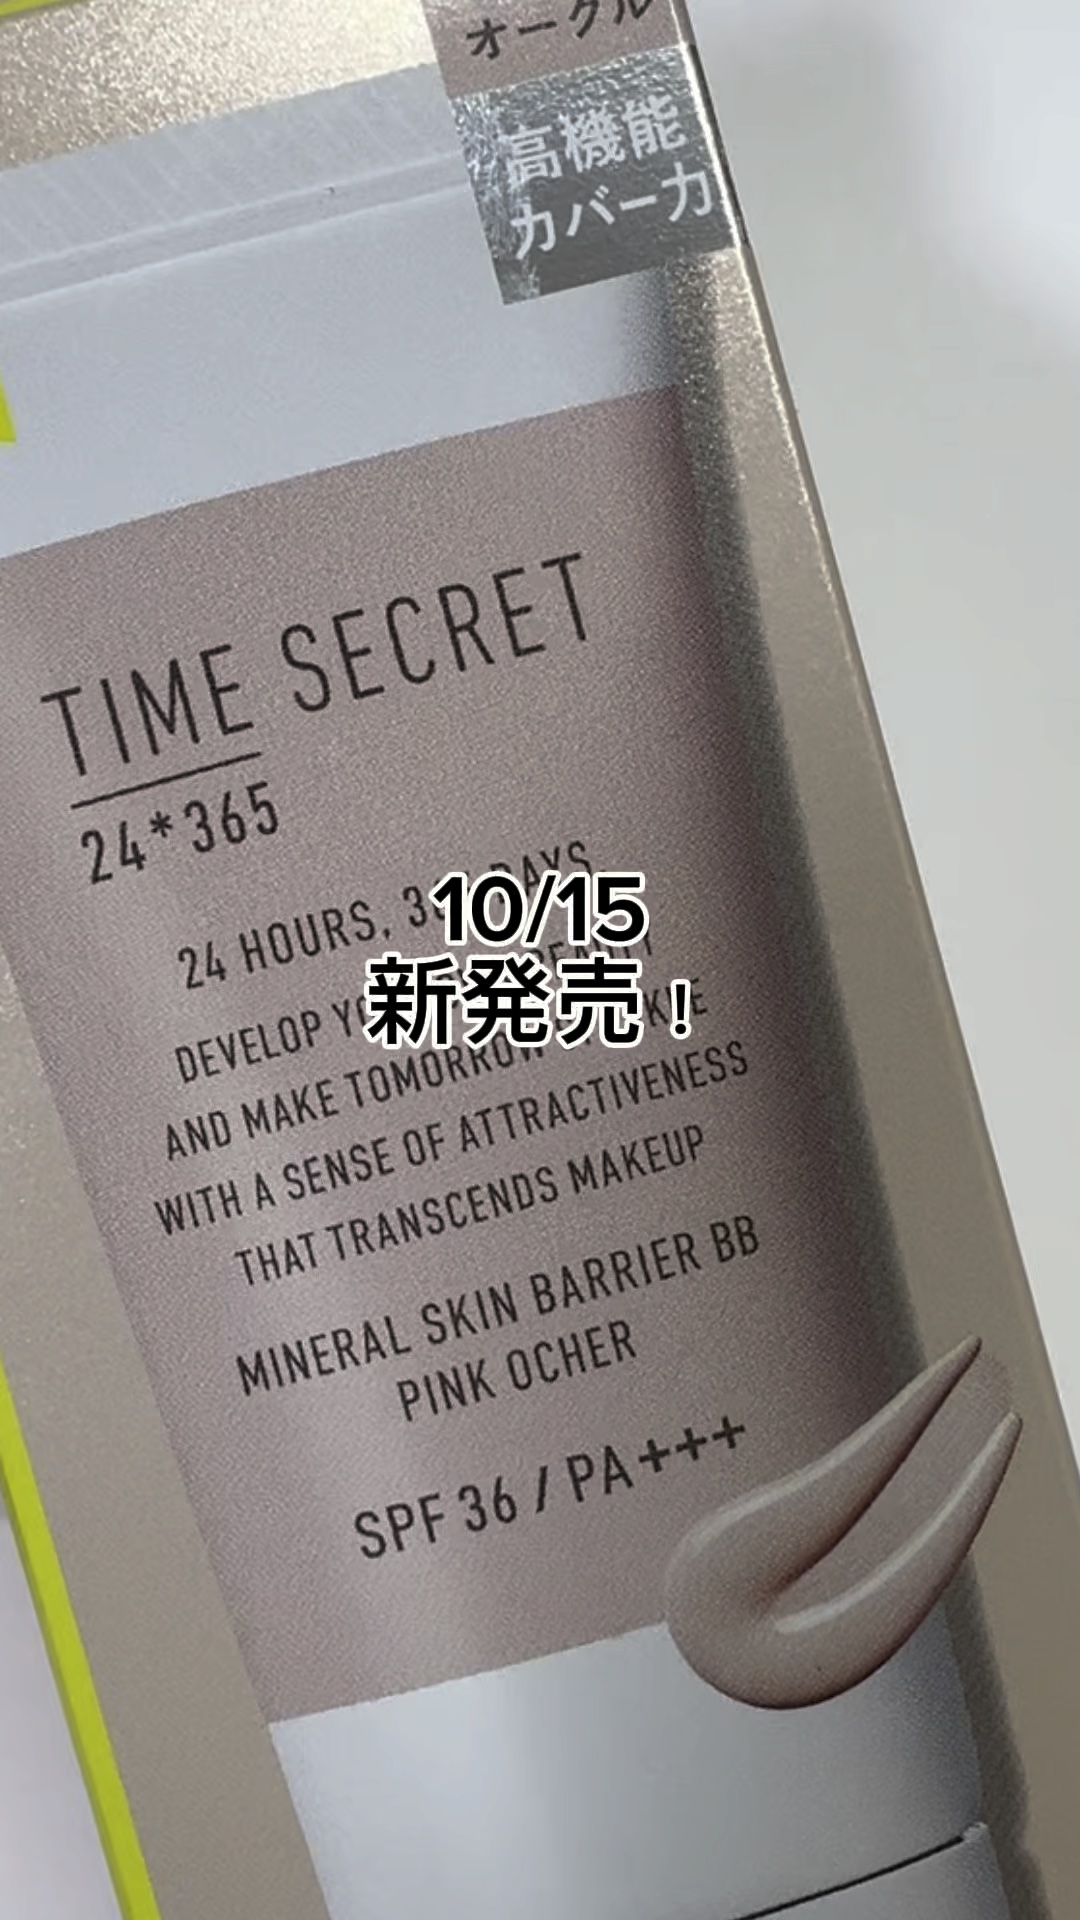 オークル
高機能
カバー力
TIME SECRET
24*365
24 HOURS, DAYS
10/15
新発売！
DEVELOP
AND MAKE TOMORROW
WITH A SENSE OF ATTRACTIVENESS
THAT TRANSCENDS MAKEUP
MINERAL SKIN BARRIER BB
PINK OCHER
SPF 36 / PA+++